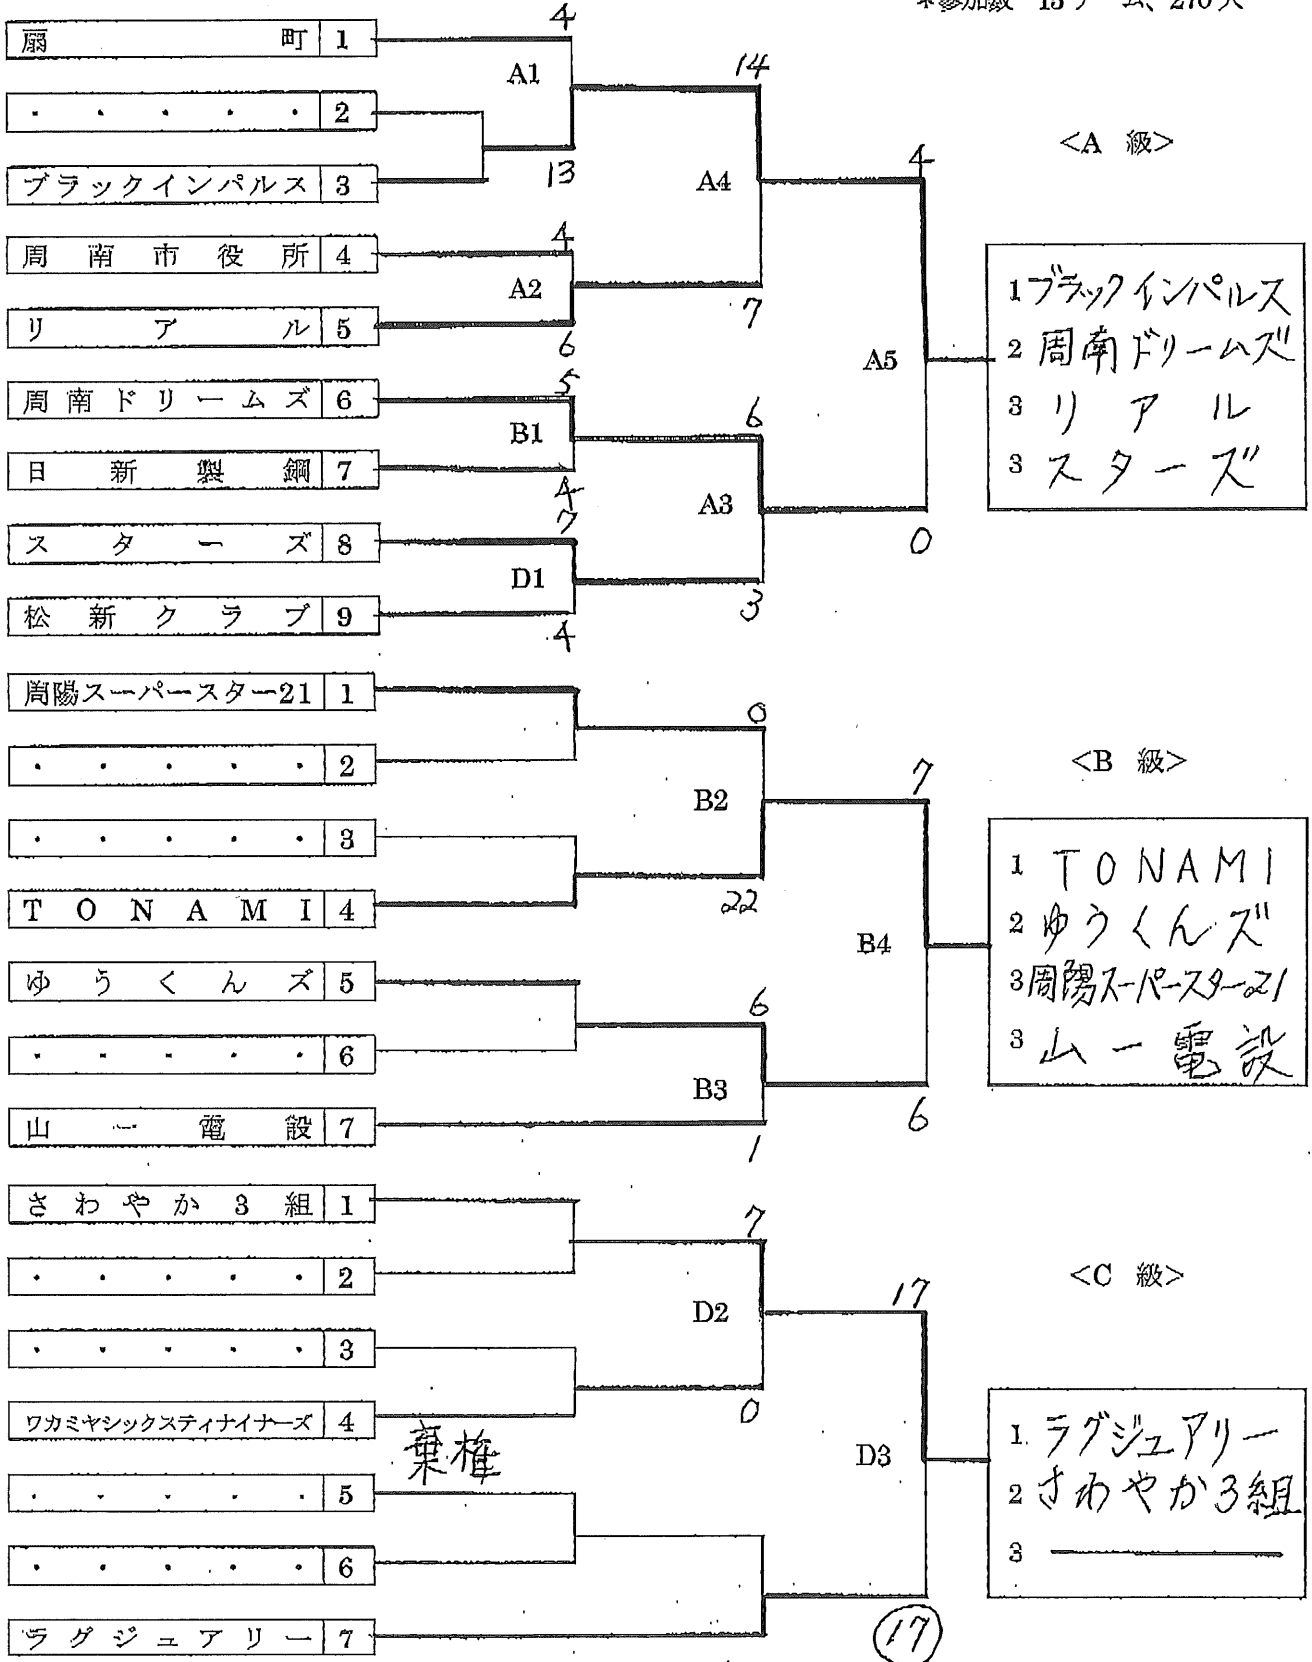 *参加数 15チーム、270人
扇町 1
4
A1
14
・・・・・ 2
<A 級>
4
ブラックインパルス 3
13
A4
周南市役所 4
4
A2
1 ブラックインパルス
リアル 5
6
7
2 周南ドリームズ
A5
周南ドリームズ 6
5
3 リアル
B1
6
日新製鋼 7
4
3 スターズ
A3
スターズ 8
7
0
D1
松新クラブ 9
4
3
周陽スーパースター21 1
0
<B 級>
・・・・・ 2
7
B2
・・・・・ 3
1 TONAMI
TONAMI 4
22
2 ゆうくんズ
B4
ゆうくんズ 5
3 周陽スーパースター21
6
・・・・・ 6
3 山一電設
B3
山一電設 7
1
6
さわやか3組 1
7
・・・・・ 2
<C 級>
17
D2
・・・・・ 3
ワカミヤシックスティナイナーズ 4
0
棄権
1 ラグジュアリー
D3
・・・・・ 5
2 さわやか3組
・・・・・ 6
3 ―
ラグジュアリー 7
17